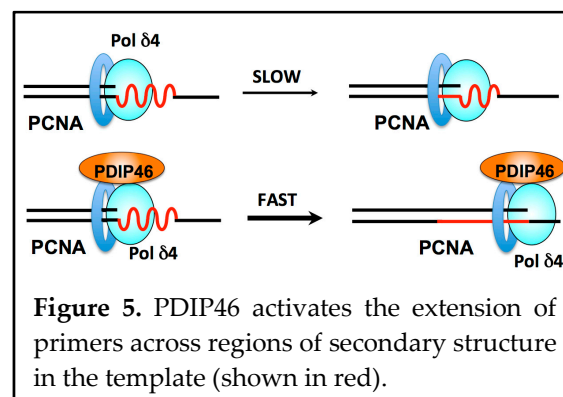 Pol δ4
SLOW
PCNA
PCNA
PDIP46
PDIP46
FAST
PCNA
Pol δ4
PCNA
Pol δ4
Figure 5. PDIP46 activates the extension of
primers across regions of secondary structure
in the template (shown in red).